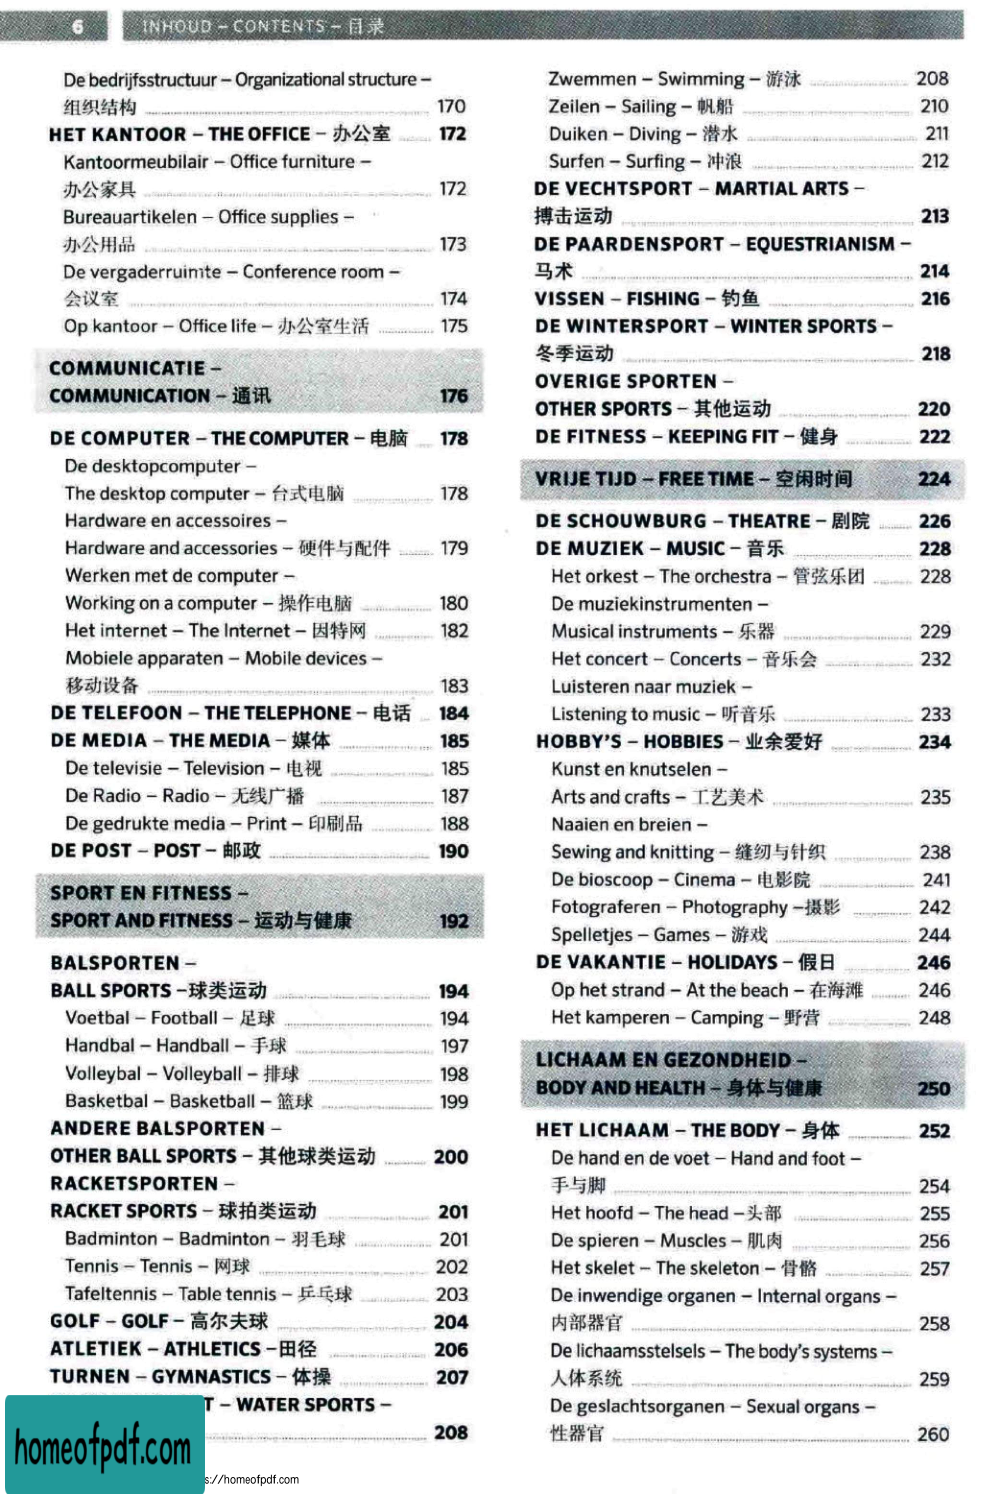 6 INHOUD – CONTENTS – 目录
De bedrijfsstructuur – Organizational structure –
组织结构 170
HET KANTOOR – THE OFFICE – 办公室 172
Kantoormeubilair – Office furniture –
办公家具 172
Bureauartikelen – Office supplies –
办公用品 173
De vergaderruimte – Conference room –
会议室 174
Op kantoor – Office life – 办公室生活 175
COMMUNICATIE –
COMMUNICATION – 通讯 176
DE COMPUTER – THE COMPUTER – 电脑 178
De desktopcomputer –
The desktop computer – 台式电脑 178
Hardware en accessoires –
Hardware and accessories – 硬件与配件 179
Werken met de computer –
Working on a computer – 操作电脑 180
Het internet – The Internet – 因特网 182
Mobiele apparaten – Mobile devices –
移动设备 183
DE TELEFOON – THE TELEPHONE – 电话 184
DE MEDIA – THE MEDIA – 媒体 185
De televisie – Television – 电视 185
De Radio – Radio – 无线广播 187
De gedrukte media – Print – 印刷品 188
DE POST – POST – 邮政 190
SPORT EN FITNESS –
SPORT AND FITNESS – 运动与健康 192
BALSPORTEN –
BALL SPORTS –球类运动 194
Voetbal – Football – 足球 194
Handbal – Handball – 手球 197
Volleybal – Volleyball – 排球 198
Basketbal – Basketball – 篮球 199
ANDERE BALSPORTEN –
OTHER BALL SPORTS – 其他球类运动 200
RACKETSPORTEN –
RACKET SPORTS – 球拍类运动 201
Badminton – Badminton – 羽毛球 201
Tennis – Tennis – 网球 202
Tafeltennis – Table tennis – 乒乓球 203
GOLF – GOLF – 高尔夫球 204
ATLETIEK – ATHLETICS –田径 206
TURNEN – GYMNASTICS – 体操 207
T – WATER SPORTS –
208
Zwemmen – Swimming – 游泳 208
Zeilen – Sailing – 帆船 210
Duiken – Diving – 潜水 211
Surfen – Surfing – 冲浪 212
DE VECHTSPORT – MARTIAL ARTS –
搏击运动 213
DE PAARDENSPORT – EQUESTRIANISM –
马术 214
VISSEN – FISHING – 钓鱼 216
DE WINTERSPORT – WINTER SPORTS –
冬季运动 218
OVERIGE SPORTEN –
OTHER SPORTS – 其他运动 220
DE FITNESS – KEEPING FIT – 健身 222
VRIJE TIJD – FREE TIME – 空闲时间 224
DE SCHOUWBURG – THEATRE – 剧院 226
DE MUZIEK – MUSIC – 音乐 228
Het orkest – The orchestra – 管弦乐团 228
De muziekinstrumenten –
Musical instruments – 乐器 229
Het concert – Concerts – 音乐会 232
Luisteren naar muziek –
Listening to music – 听音乐 233
HOBBY'S – HOBBIES – 业余爱好 234
Kunst en knutselen –
Arts and crafts – 工艺美术 235
Naaien en breien –
Sewing and knitting – 缝纫与针织 238
De bioscoop – Cinema – 电影院 241
Fotograferen – Photography –摄影 242
Spelletjes – Games – 游戏 244
DE VAKANTIE – HOLIDAYS – 假日 246
Op het strand – At the beach – 在海滩 246
Het kamperen – Camping – 野营 248
LICHAAM EN GEZONDHEID –
BODY AND HEALTH – 身体与健康 250
HET LICHAAM – THE BODY – 身体 252
De hand en de voet – Hand and foot –
手与脚 254
Het hoofd – The head –头部 255
De spieren – Muscles – 肌肉 256
Het skelet – The skeleton – 骨骼 257
De inwendige organen – Internal organs –
内部器官 258
De lichaamsstelsels – The body's systems –
人体系统 259
De geslachtsorganen – Sexual organs –
性器官 260
homeofpdf.com
s://homeofpdf.com